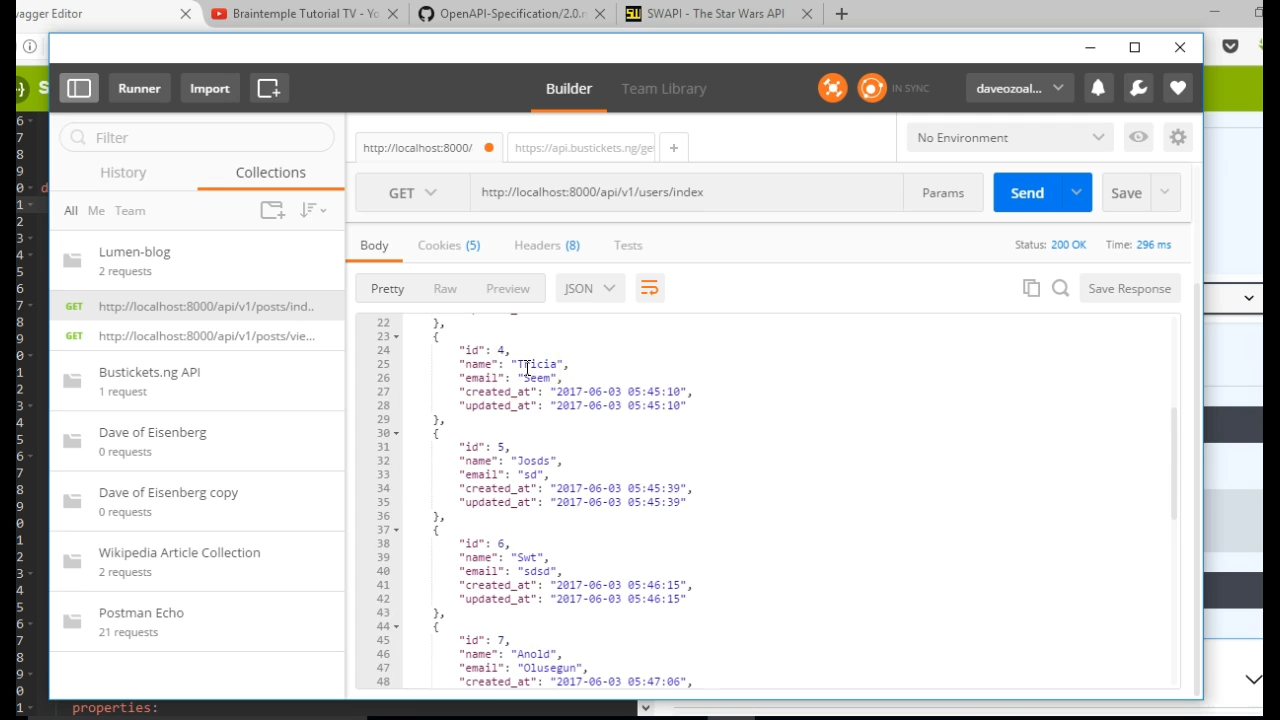 wagger Editor
Braintemple Tutorial TV - Yo
OpenAPI-Specification/2.0.m
SW SWAPI - The Star Wars API
S
Runner
Import
Builder
Team Library
IN SYNC
daveozoal...
Filter
History
Collections
All Me Team
Lumen-blog
2 requests
GET http://localhost:8000/api/v1/posts/ind..
GET http://localhost:8000/api/v1/posts/vie...
Bustickets.ng API
1 request
Dave of Eisenberg
0 requests
Dave of Eisenberg copy
0 requests
Wikipedia Article Collection
2 requests
Postman Echo
21 requests
http://localhost:8000/
https://api.bustickets.ng/get
No Environment
GET http://localhost:8000/api/v1/users/index
Params
Send
Save
Body
Cookies (5)
Headers (8)
Tests
Status: 200 OK
Time: 296 ms
Pretty
Raw
Preview
JSON
Save Response
22 },
23 {
24 "id": 4,
25 "name": "Tricia",
26 "email": "Seem",
27 "created_at": "2017-06-03 05:45:10",
28 "updated_at": "2017-06-03 05:45:10"
29 },
30 {
31 "id": 5,
32 "name": "Josds",
33 "email": "sd",
34 "created_at": "2017-06-03 05:45:39",
35 "updated_at": "2017-06-03 05:45:39"
36 },
37 {
38 "id": 6,
39 "name": "Swt",
40 "email": "sdsd",
41 "created_at": "2017-06-03 05:46:15",
42 "updated_at": "2017-06-03 05:46:15"
43 },
44 {
45 "id": 7,
46 "name": "Anold",
47 "email": "Olusegun",
48 "created_at": "2017-06-03 05:47:06",
properties: